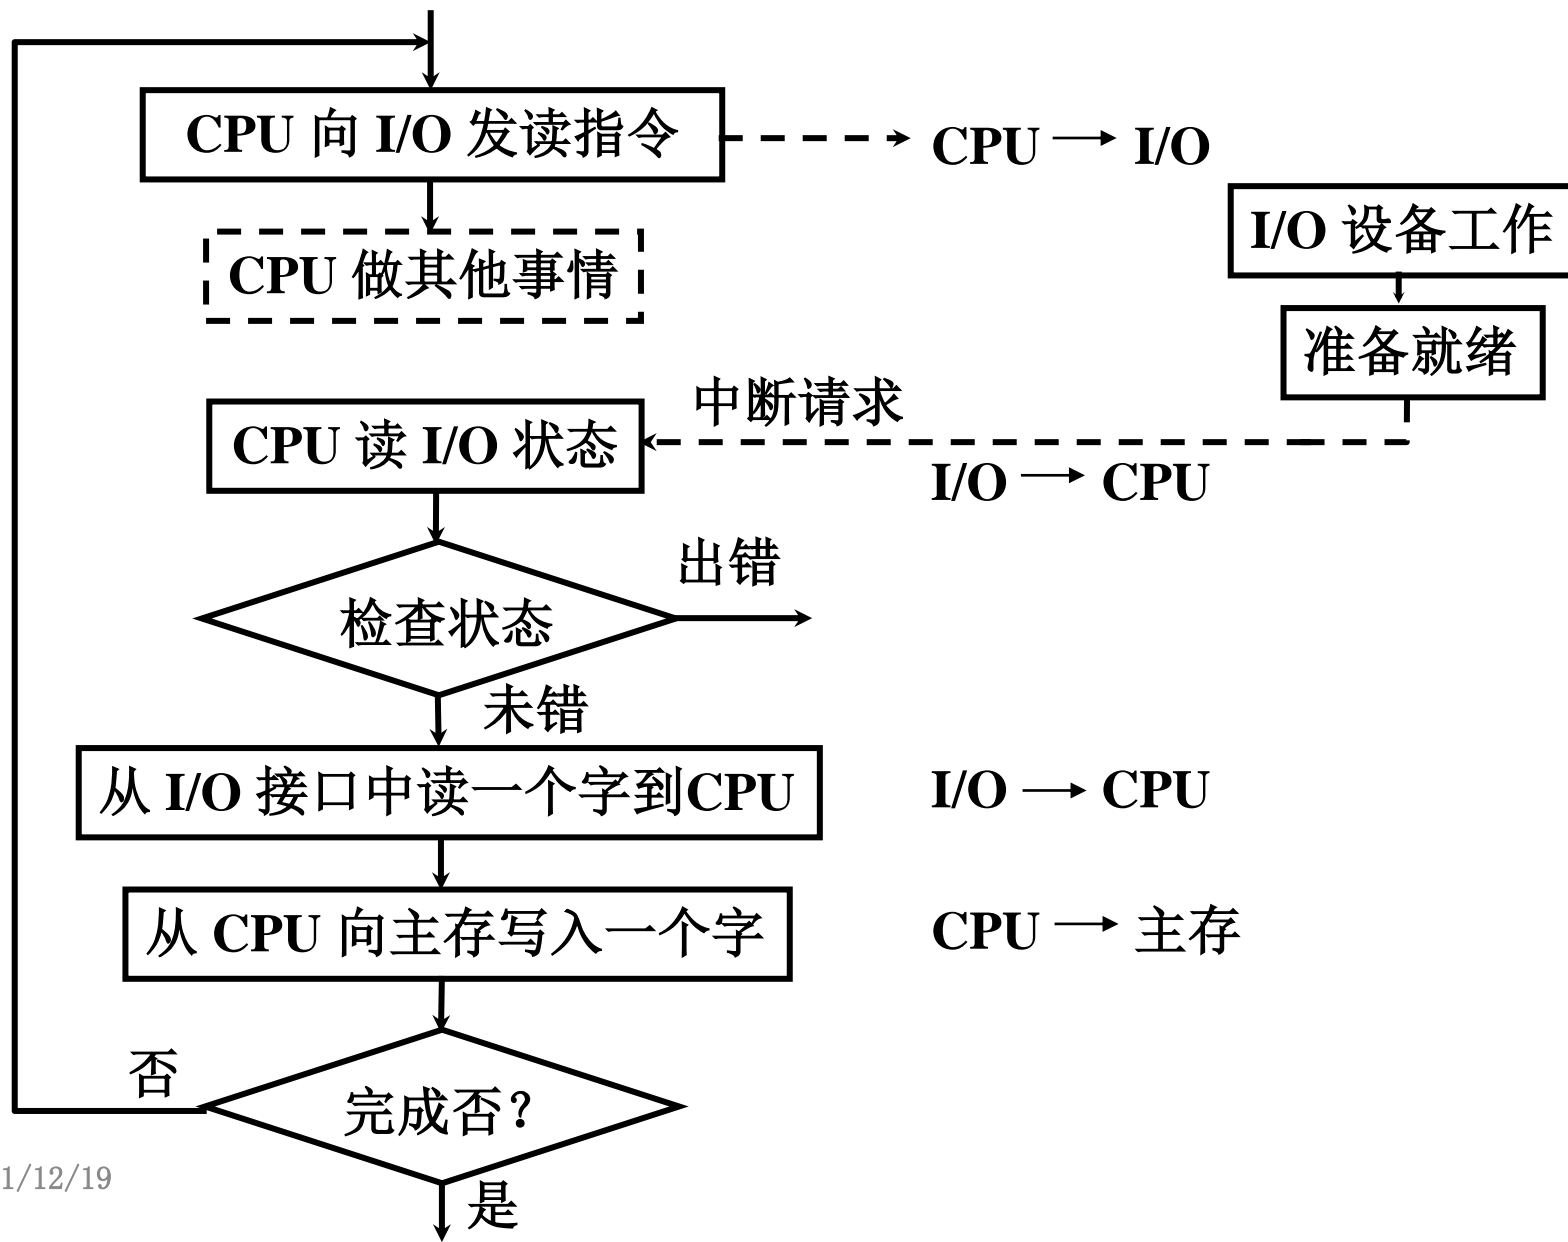 CPU 向 I/O 发读指令
CPU → I/O
I/O 设备工作
CPU 做其他事情
准备就绪
中断请求
CPU 读 I/O 状态
I/O → CPU
出错
检查状态
未错
从 I/O 接口中读一个字到CPU
I/O → CPU
从 CPU 向主存写入一个字
CPU → 主存
否
完成否？
1/12/19
是